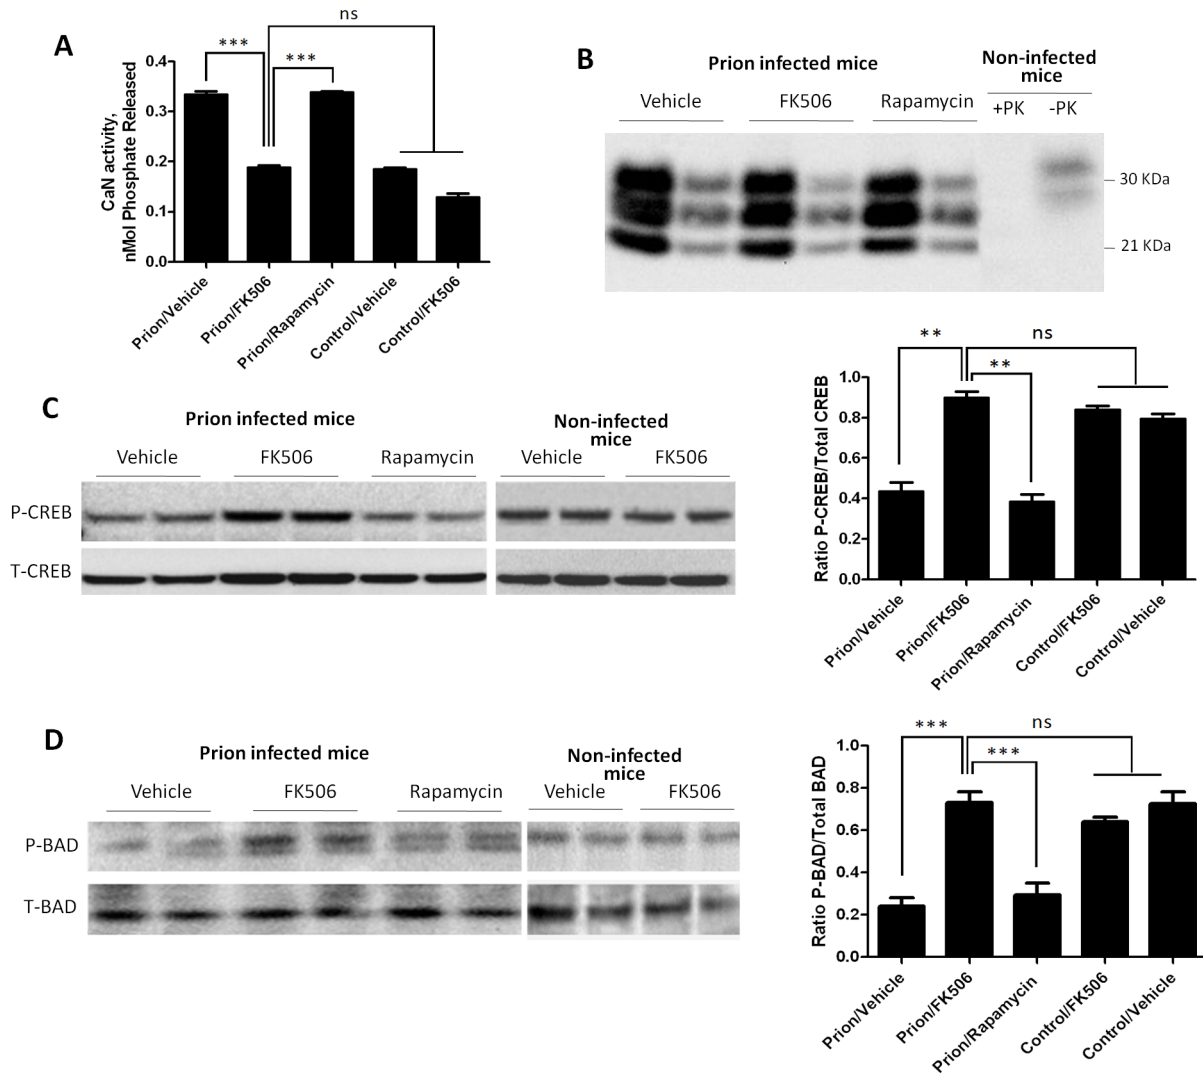 A
ns
***
***
CaN activity,
nMol Phosphate Released
0.4
0.3
0.2
0.1
0.0
Prion/Vehicle
Prion/FK506
Prion/Rapamycin
Control/Vehicle
Control/FK506
B
Prion infected mice
Non-infected
mice
Vehicle
FK506
Rapamycin
+PK
-PK
30 KDa
21 KDa
C
Prion infected mice
Non-infected
mice
Vehicle
FK506
Rapamycin
Vehicle
FK506
P-CREB
T-CREB
**
ns
**
Ratio P-CREB/Total CREB
1.0
0.8
0.6
0.4
0.2
0.0
Prion/Vehicle
Prion/FK506
Prion/Rapamycin
Control/FK506
Control/Vehicle
D
Prion infected mice
Non-infected
mice
Vehicle
FK506
Rapamycin
Vehicle
FK506
P-BAD
T-BAD
***
ns
***
Ratio P-BAD/Total BAD
1.0
0.8
0.6
0.4
0.2
0.0
Prion/Vehicle
Prion/FK506
Prion/Rapamycin
Control/FK506
Control/Vehicle